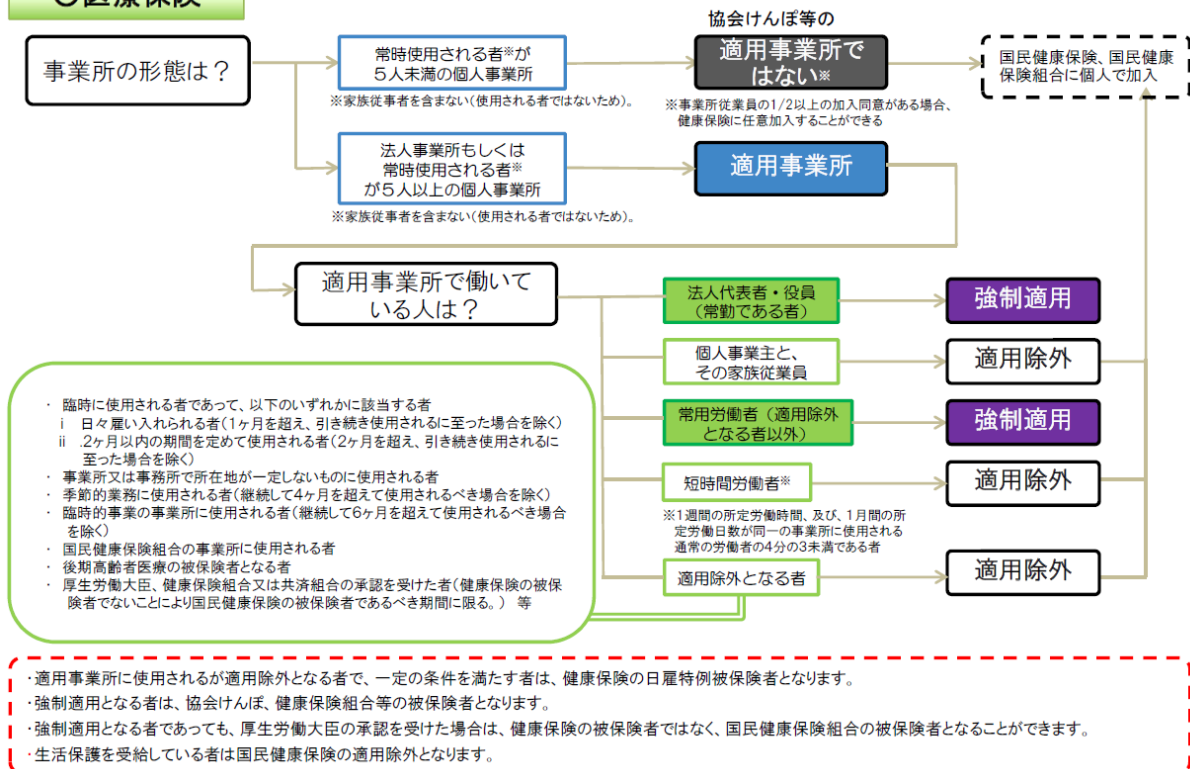 〇医療保険
事業所の形態は？
常時使用される者※が
５人未満の個人事業所
※家族従事者を含まない（使用される者ではないため）。
協会けんぽ等の
適用事業所で
はない※
※事業所従業員の1/2以上の加入同意がある場合、
健康保険に任意加入することができる
国民健康保険、国民健康
保険組合に個人で加入
法人事業所もしくは
常時使用される者※
が５人以上の個人事業所
※家族従事者を含まない（使用される者ではないため）。
適用事業所
適用事業所で働いて
いる人は？
法人代表者・役員
（常勤である者）
強制適用
個人事業主と、
その家族従業員
適用除外
常用労働者（適用除外
となる者以外）
強制適用
短時間労働者※
適用除外
※1週間の所定労働時間、及び、1月間の所
定労働日数が同一の事業所に使用される
通常の労働者の4分の3未満である者
適用除外となる者
適用除外
・ 臨時に使用される者であって、以下のいずれかに該当する者
ⅰ 日々雇い入れられる者（1ヶ月を超え、引き続き使用されるに至った場合を除く）
ⅱ .2ヶ月以内の期間を定めて使用される者（2ヶ月を超え、引き続き使用されるに
至った場合を除く）
・ 事業所又は事務所で所在地が一定しないものに使用される者
・ 季節的業務に使用される者（継続して4ヶ月を超えて使用されるべき場合を除く）
・ 臨時的事業の事業所に使用される者（継続して6ヶ月を超えて使用されるべき場合
を除く）
・ 国民健康保険組合の事業所に使用される者
・ 後期高齢者医療の被保険者となる者
・ 厚生労働大臣、健康保険組合又は共済組合の承認を受けた者（健康保険の被保
険者でないことにより国民健康保険の被保険者であるべき期間に限る。） 等
・適用事業所に使用されるが適用除外となる者で、一定の条件を満たす者は、健康保険の日雇特例被保険者となります。
・強制適用となる者は、協会けんぽ、健康保険組合等の被保険者となります。
・強制適用となる者であっても、厚生労働大臣の承認を受けた場合は、健康保険の被保険者ではなく、国民健康保険組合の被保険者となることができます。
・生活保護を受給している者は国民健康保険の適用除外となります。